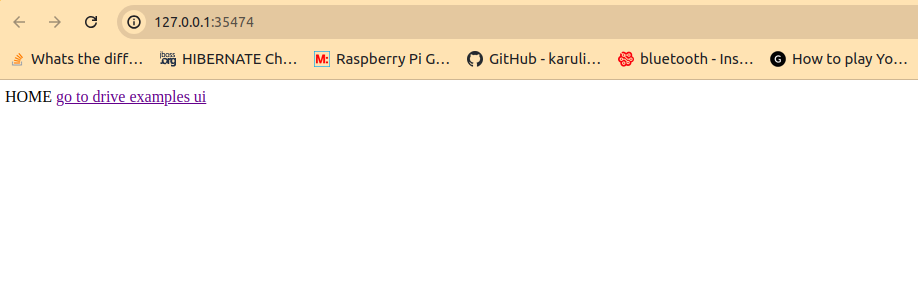 127.0.0.1:35474
Whats the diff... jboss.org HIBERNATE Ch... M: Raspberry Pi G... GitHub - karuli... bluetooth - Ins... G How to play Yo...
HOME go to drive examples ui